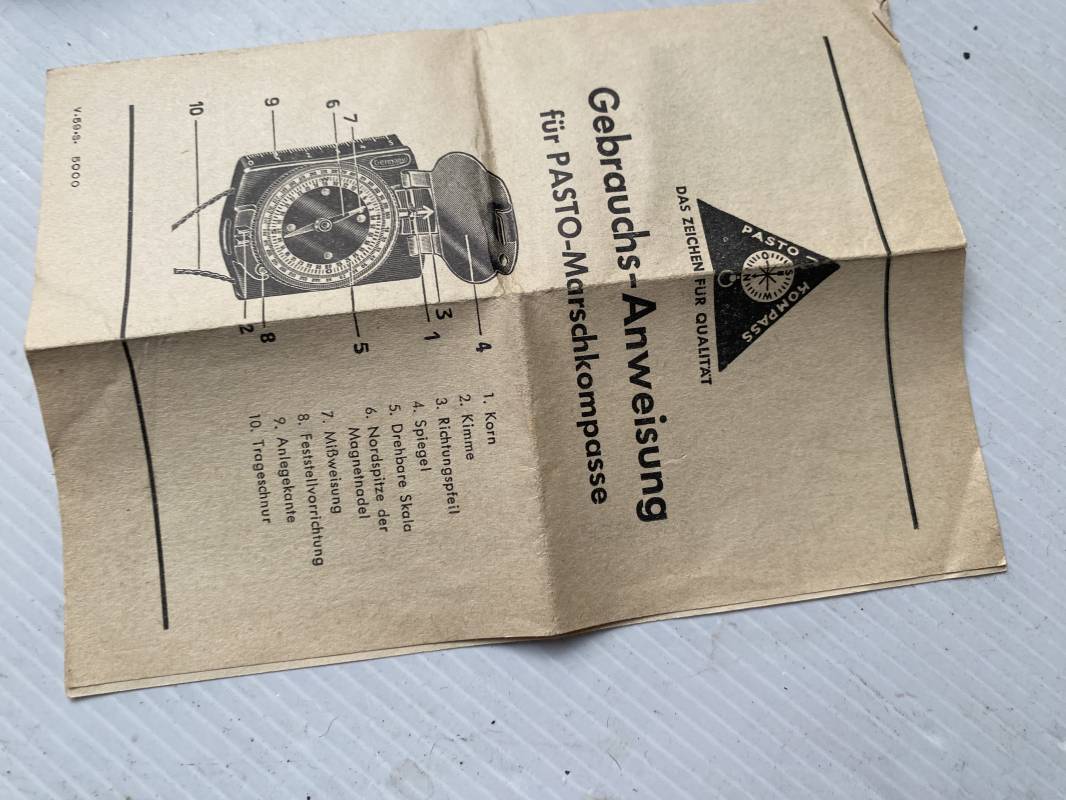 PASTO / KOMPASS
N O S W
DAS ZEICHEN FÜR QUALITÄT
Gebrauchs-Anweisung
für PASTO-Marschkompasse
4
3
1
7
6
5
9
8
2
10
1. Korn
2. Kimme
3. Richtungspfeil
4. Spiegel
5. Drehbare Skala
6. Nordspitze der
Magnetnadel
7. Mißweisung
8. Feststellvorrichtung
9. Anlegekante
10. Trageschnur
V·59·S· 5000